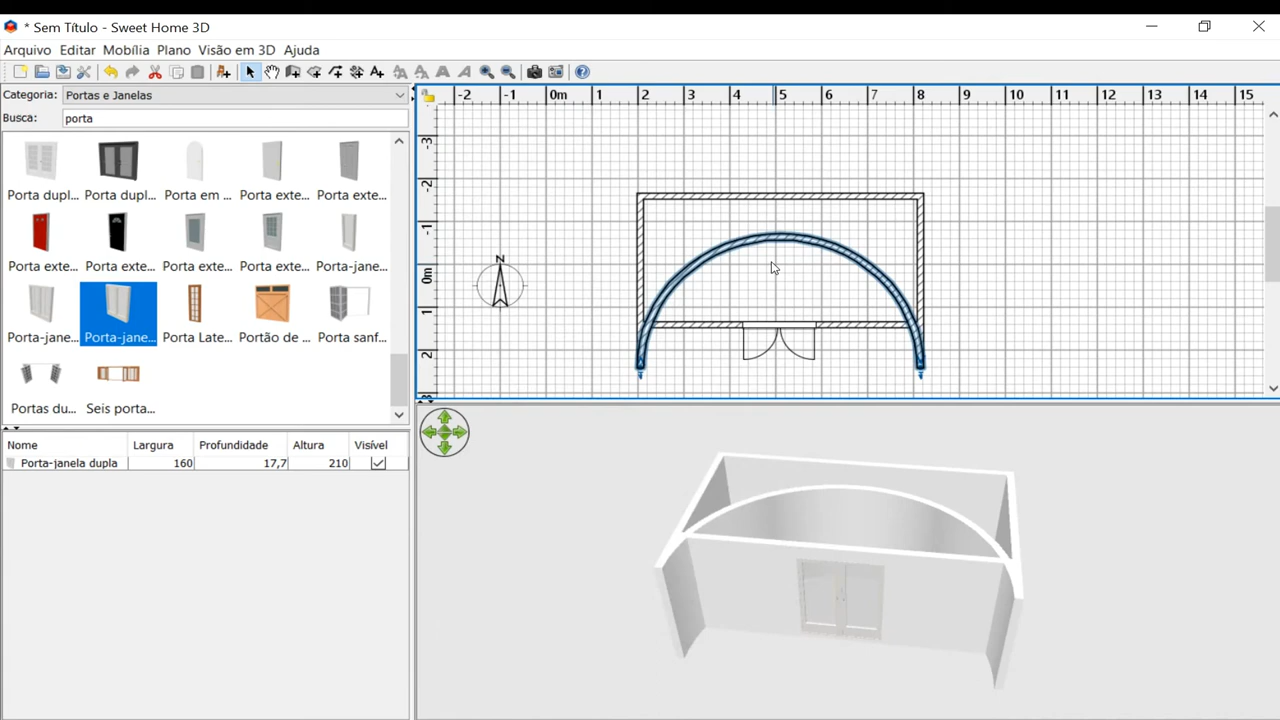 * Sem Título - Sweet Home 3D
Arquivo Editar Mobília Plano Visão em 3D Ajuda
Categoria: Portas e Janelas
Busca: porta
Porta dupl... Porta dupl... Porta em ... Porta exte... Porta exte...
Porta exte... Porta exte... Porta exte... Porta exte... Porta-jane...
Porta-jane... Porta-jane... Porta Late... Portão de ... Porta sanf...
Portas du... Seis porta...
Nome Largura Profundidade Altura Visível
Porta-janela dupla 160 17,7 210
-2 -1 0m 1 2 3 4 5 6 7 8 9 10 11 12 13 14 15
-3
-2
-1
0m
1
2
N